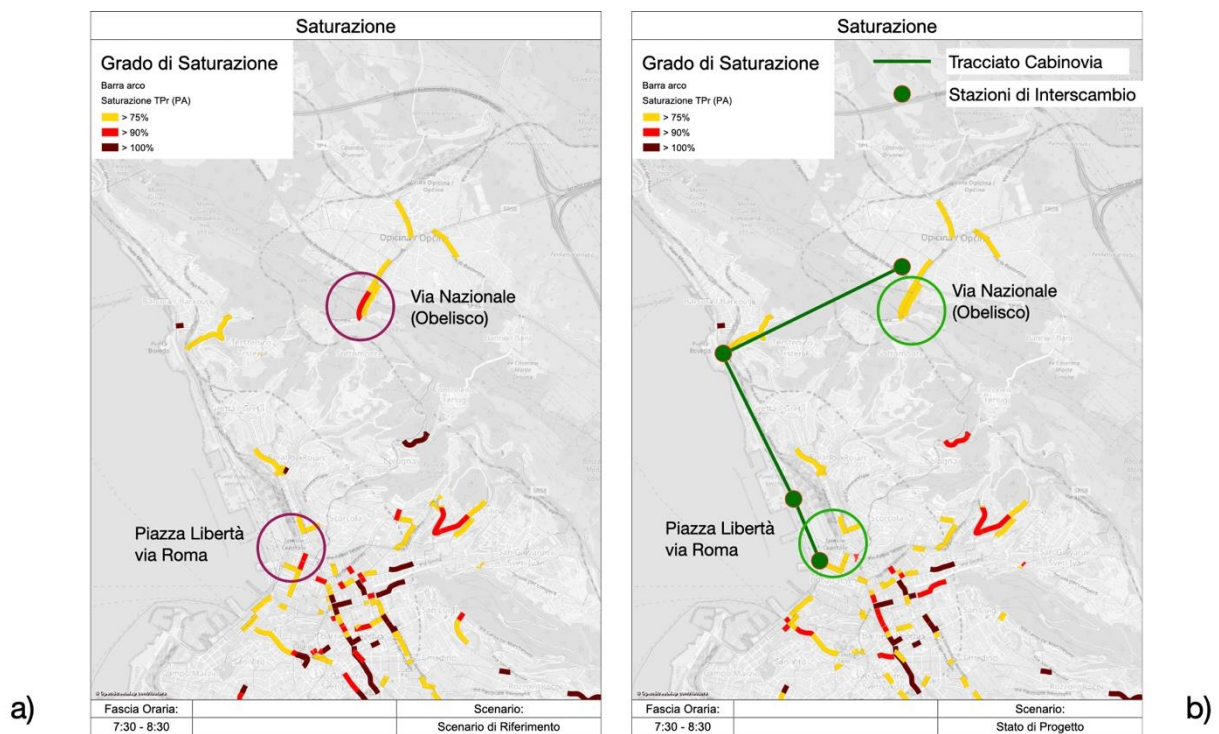 Saturazione
Grado di Saturazione
Barra arco
Saturazione TPr (PA)
> 75%
> 90%
> 100%
Via Nazionale
(Obelisco)
Piazza Libertà
via Roma
a)
Fascia Oraria:
7:30 - 8:30
Scenario:
Scenario di Riferimento
Saturazione
Grado di Saturazione
Barra arco
Saturazione TPr (PA)
> 75%
> 90%
> 100%
Tracciato Cabinovia
Stazioni di Interscambio
Via Nazionale
(Obelisco)
Piazza Libertà
via Roma
Fascia Oraria:
7:30 - 8:30
Scenario:
Stato di Progetto
b)